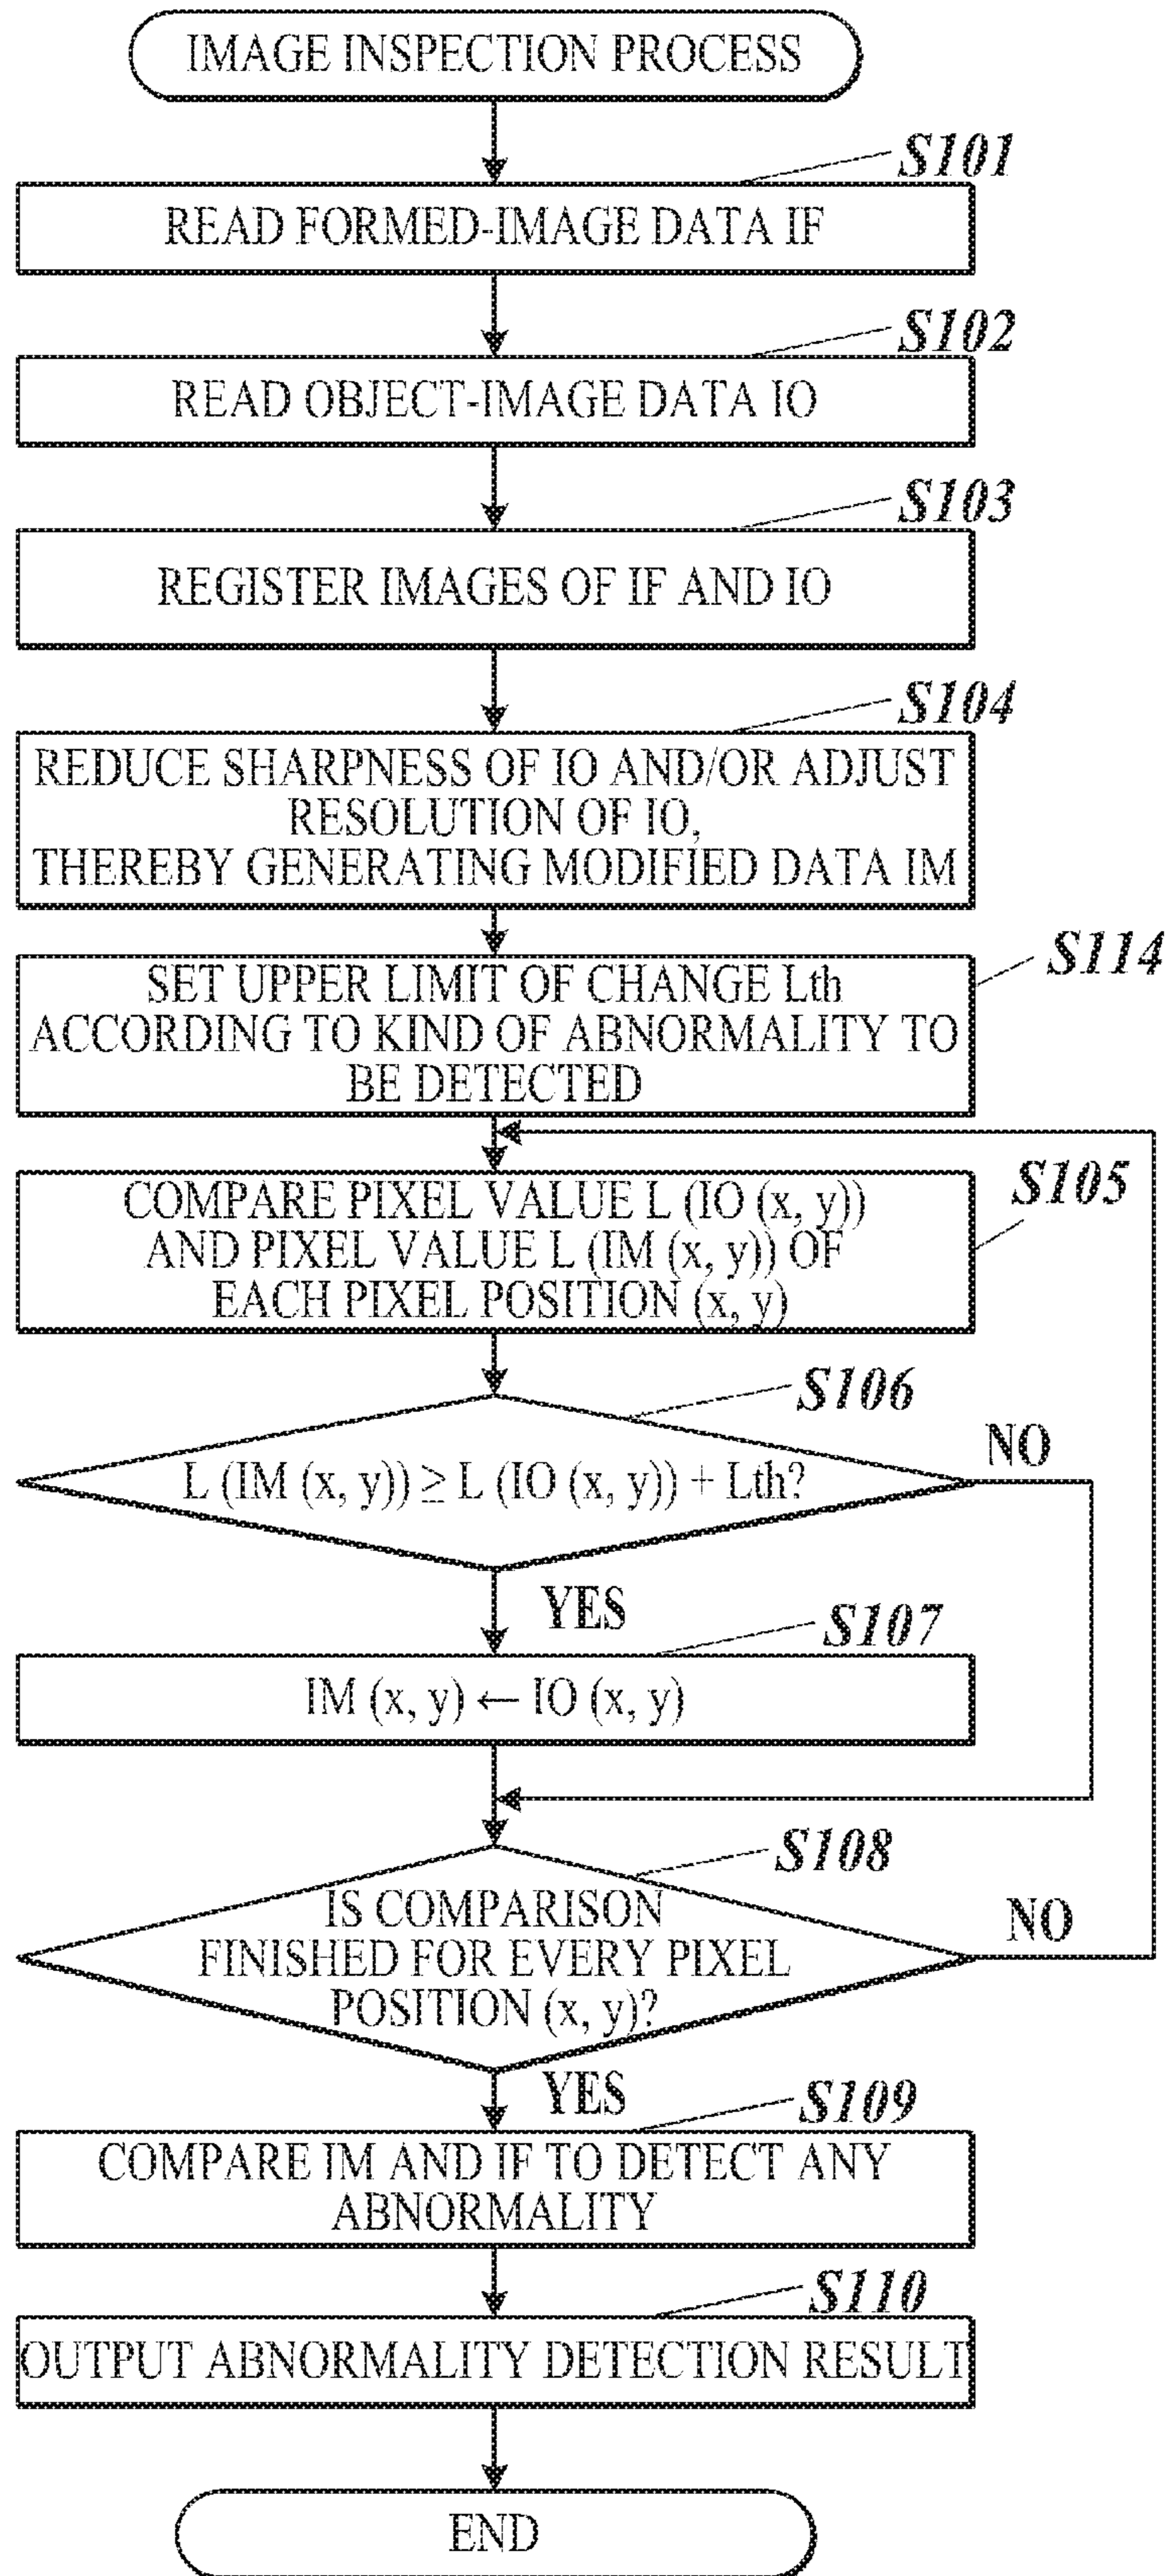 IMAGE INSPECTION PROCESS
S101
READ FORMED-IMAGE DATA IF
S102
READ OBJECT-IMAGE DATA IO
S103
REGISTER IMAGES OF IF AND IO
S104
REDUCE SHARPNESS OF IO AND/OR ADJUST
RESOLUTION OF IO,
THEREBY GENERATING MODIFIED DATA IM
S114
SET UPPER LIMIT OF CHANGE Lth
ACCORDING TO KIND OF ABNORMALITY TO
BE DETECTED
S105
COMPARE PIXEL VALUE L (IO (x, y))
AND PIXEL VALUE L (IM (x, y)) OF
EACH PIXEL POSITION (x, y)
S106
L (IM (x, y)) ≥ L (IO (x, y)) + Lth?
NO
YES
S107
IM (x, y) ← IO (x, y)
S108
IS COMPARISON
FINISHED FOR EVERY PIXEL
POSITION (x, y)?
NO
YES
S109
COMPARE IM AND IF TO DETECT ANY
ABNORMALITY
S110
OUTPUT ABNORMALITY DETECTION RESULT
END